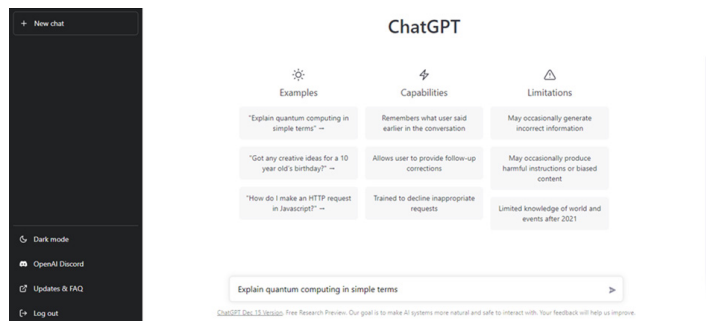 New chat
ChatGPT
Examples
Capabilities
Limitations
"Explain quantum computing in
simple terms" →
Remembers what user said
earlier in the conversation
May occasionally generate
incorrect information
"Got any creative ideas for a 10
year old's birthday?" →
Allows user to provide follow-up
corrections
May occasionally produce
harmful instructions or biased
content
"How do I make an HTTP request
in Javascript?" →
Trained to decline inappropriate
requests
Limited knowledge of world and
events after 2021
Dark mode
OpenAI Discord
Updates & FAQ
Log out
Explain quantum computing in simple terms
ChatGPT Dec 15 Version. Free Research Preview. Our goal is to make AI systems more natural and safe to interact with. Your feedback will help us improve.